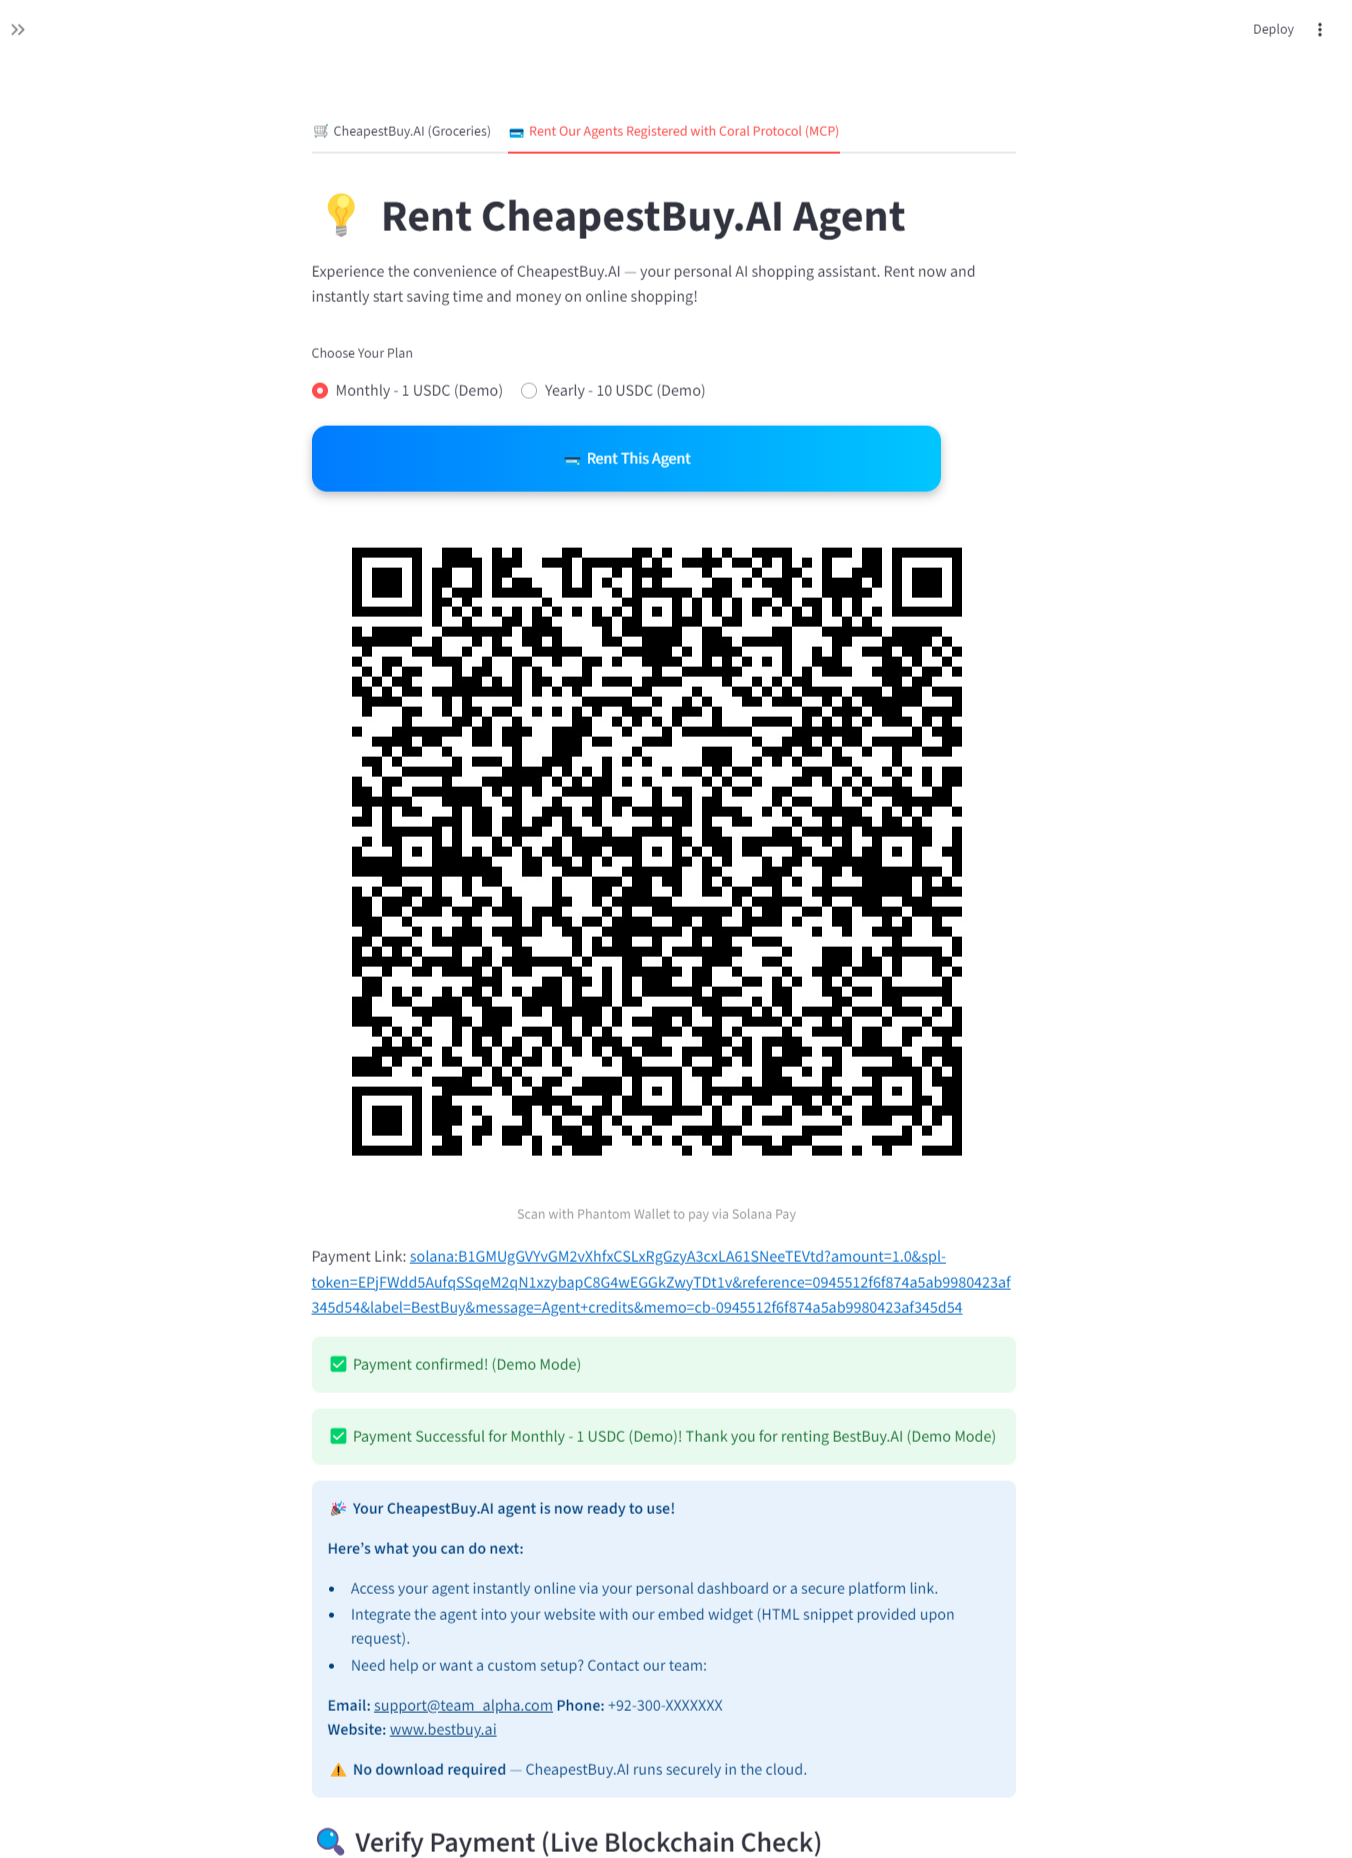 Deploy
CheapestBuy.AI (Groceries)
Rent Our Agents Registered with Coral Protocol (MCP)
Rent CheapestBuy.AI Agent
Experience the convenience of CheapestBuy.AI — your personal AI shopping assistant. Rent now and
instantly start saving time and money on online shopping!
Choose Your Plan
Monthly - 1 USDC (Demo)
Yearly - 10 USDC (Demo)
Rent This Agent
Scan with Phantom Wallet to pay via Solana Pay
Payment Link: solana:B1GMUgGVYvGM2vXhfxCSLxRgGzyA3cxLA61SNeeTEVtd?amount=1.0&spl-
token=EPjFWdd5AufqSSqeM2qN1xzybapC8G4wEGGkZwyTDt1v&reference=0945512f6f874a5ab9980423af
345d54&label=BestBuy&message=Agent+credits&memo=cb-0945512f6f874a5ab9980423af345d54
Payment confirmed! (Demo Mode)
Payment Successful for Monthly - 1 USDC (Demo)! Thank you for renting BestBuy.AI (Demo Mode)
Your CheapestBuy.AI agent is now ready to use!
Here’s what you can do next:
• Access your agent instantly online via your personal dashboard or a secure platform link.
• Integrate the agent into your website with our embed widget (HTML snippet provided upon
request).
• Need help or want a custom setup? Contact our team:
Email: support@team_alpha.com Phone: +92-300-XXXXXXX
Website: www.bestbuy.ai
No download required — CheapestBuy.AI runs securely in the cloud.
Verify Payment (Live Blockchain Check)